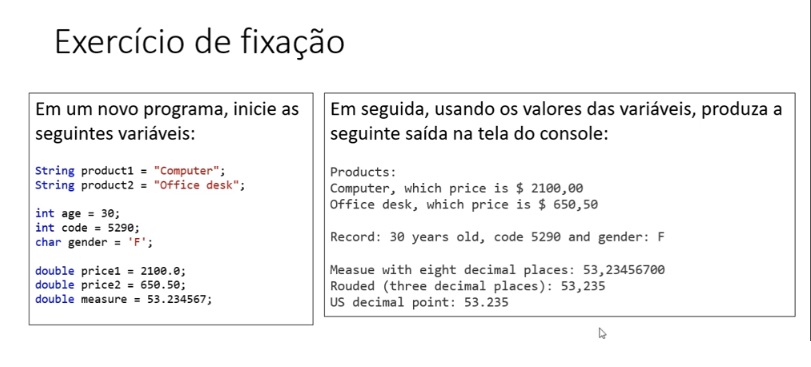 Exercício de fixação
Em um novo programa, inicie as
seguintes variáveis:
String product1 = "Computer";
String product2 = "Office desk";
int age = 30;
int code = 5290;
char gender = 'F';
double price1 = 2100.0;
double price2 = 650.50;
double measure = 53.234567;
Em seguida, usando os valores das variáveis, produza a
seguinte saída na tela do console:
Products:
Computer, which price is $ 2100,00
Office desk, which price is $ 650,50
Record: 30 years old, code 5290 and gender: F
Measue with eight decimal places: 53,23456700
Rouded (three decimal places): 53,235
US decimal point: 53.235